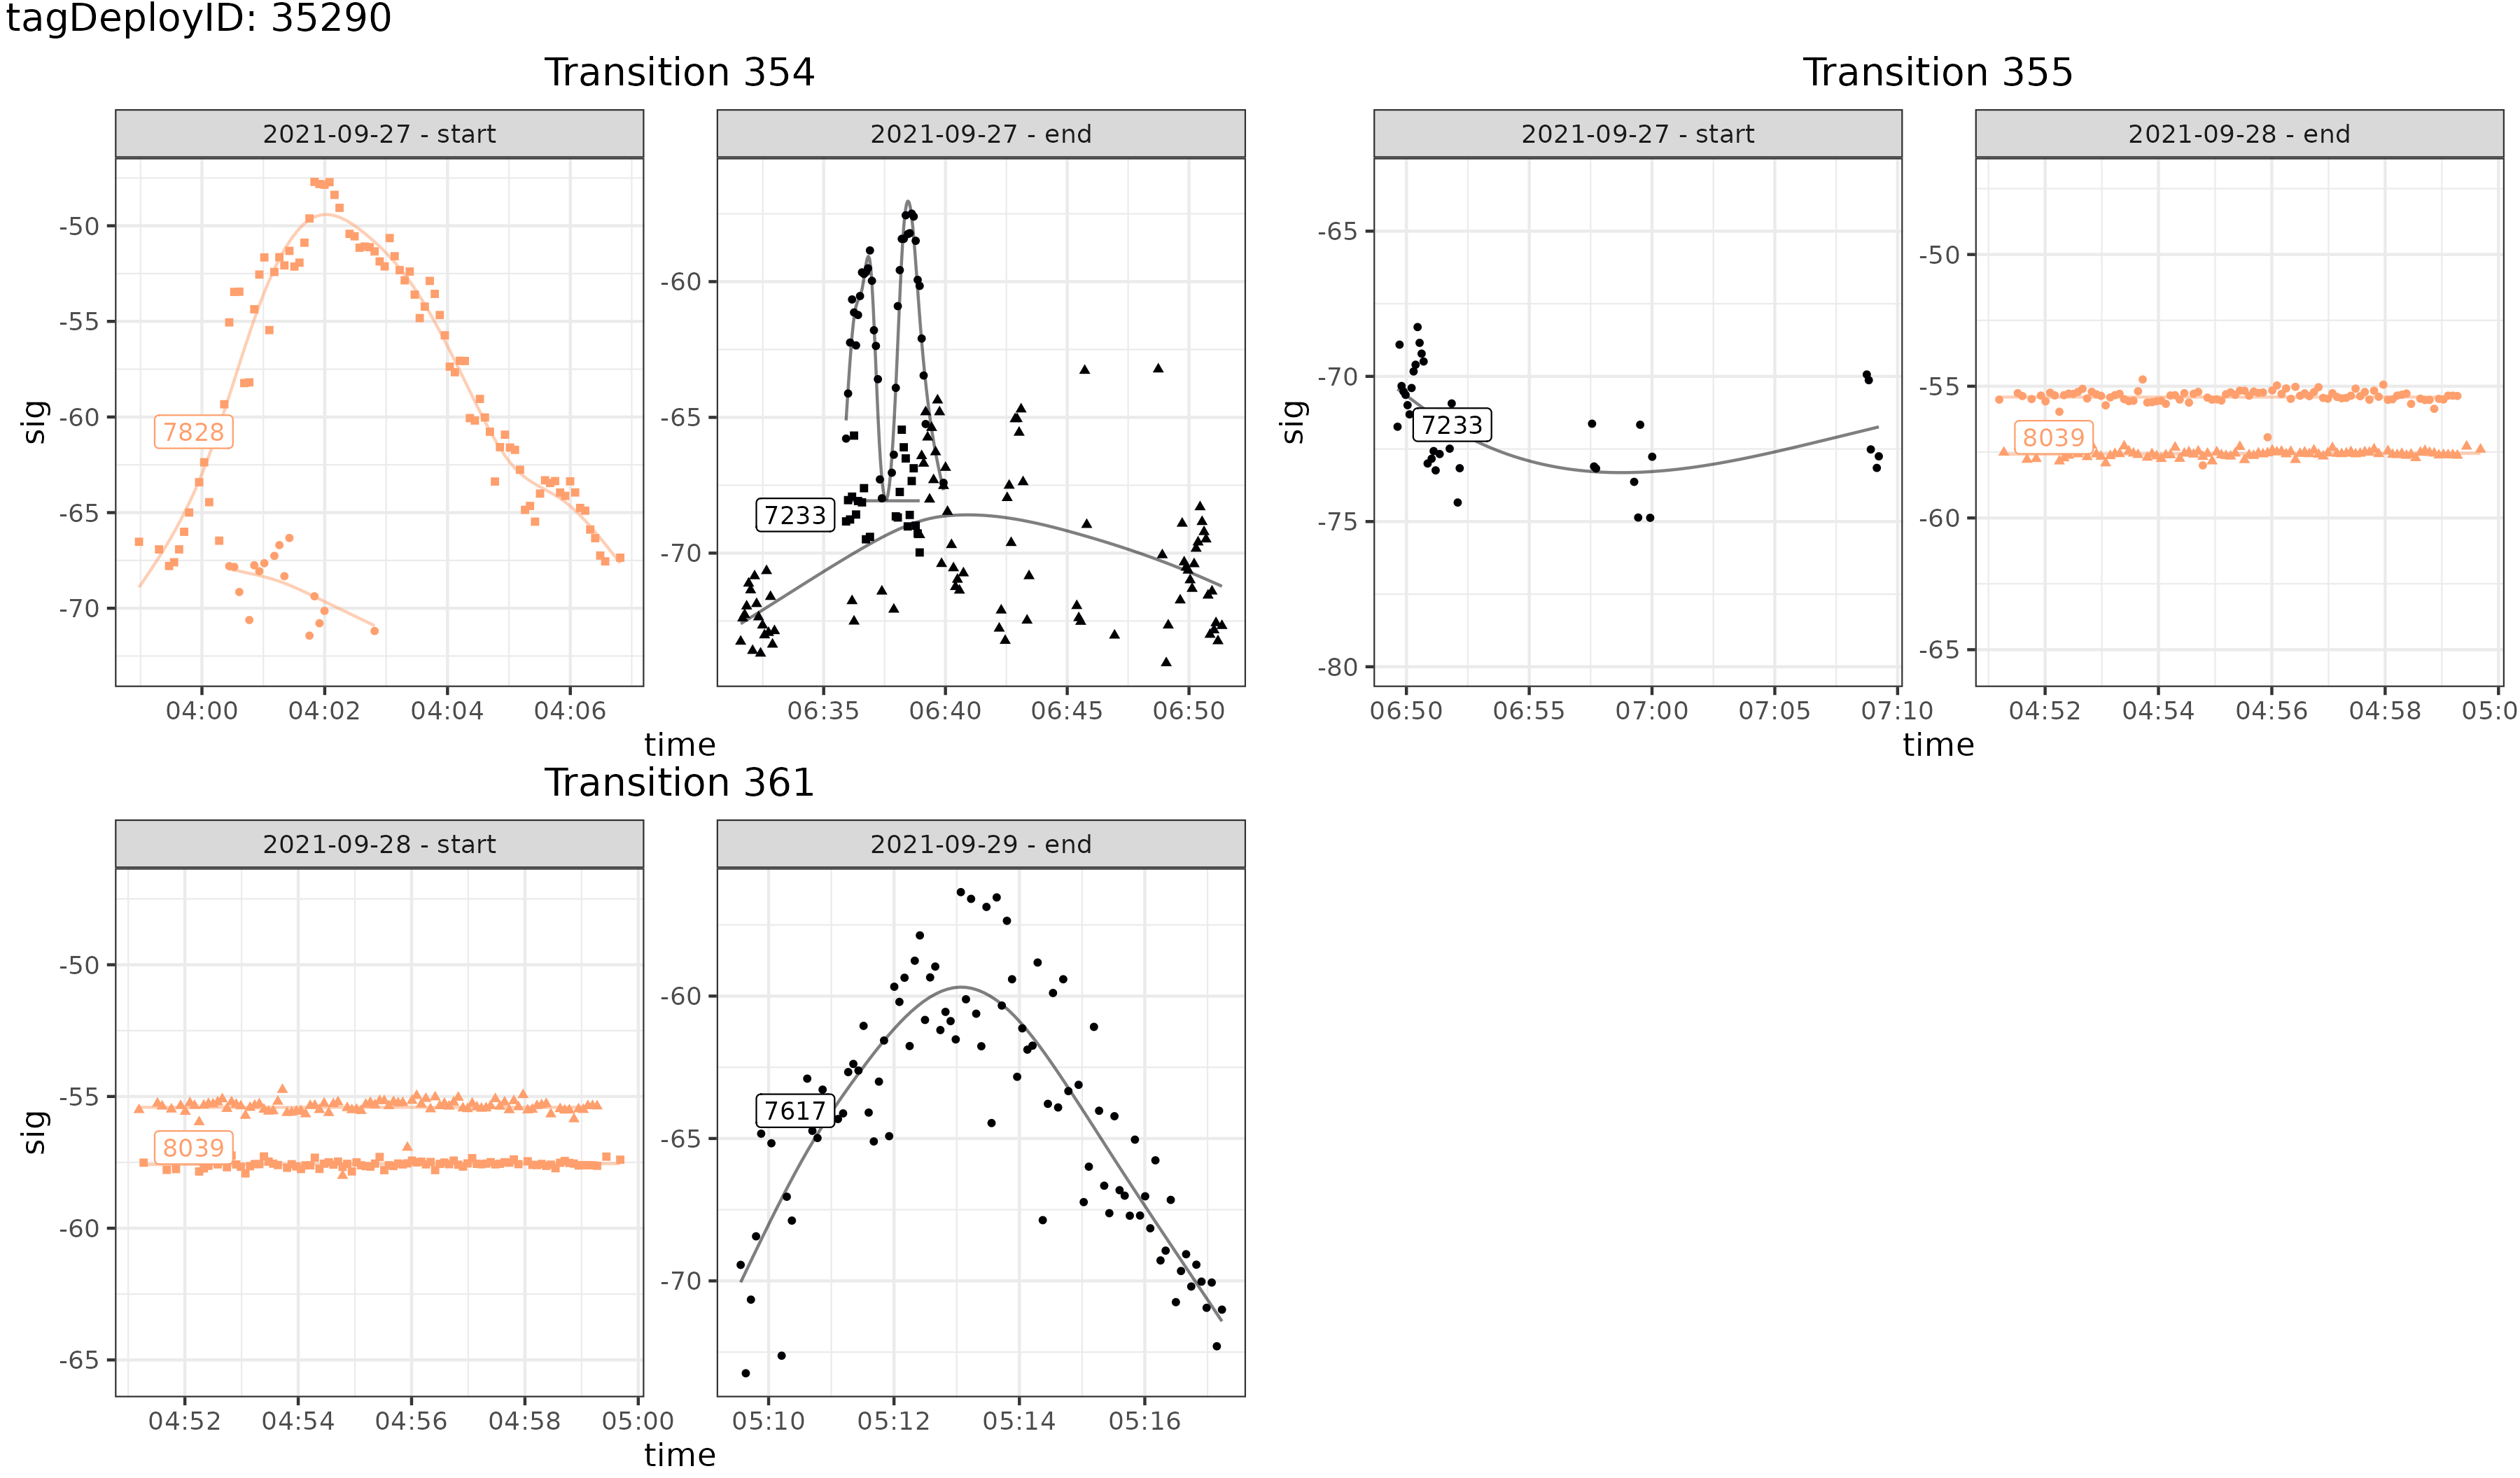 tagDeployID: 35290
Transition 354
Transition 355
2021-09-27 - start
2021-09-27 - end
2021-09-27 - start
2021-09-28 - end
sig
-50
-55
-60
-65
-70
7828
04:00 04:02 04:04 04:06
-60
-65
-70
7233
06:35 06:40 06:45 06:50
time
sig
-65
-70
-75
-80
7233
06:50 06:55 07:00 07:05 07:10
-50
-55
-60
-65
8039
04:52 04:54 04:56 04:58 05:0
time
Transition 361
2021-09-28 - start
2021-09-29 - end
sig
-50
-55
-60
-65
8039
04:52 04:54 04:56 04:58 05:00
-60
-65
-70
7617
05:10 05:12 05:14 05:16
time